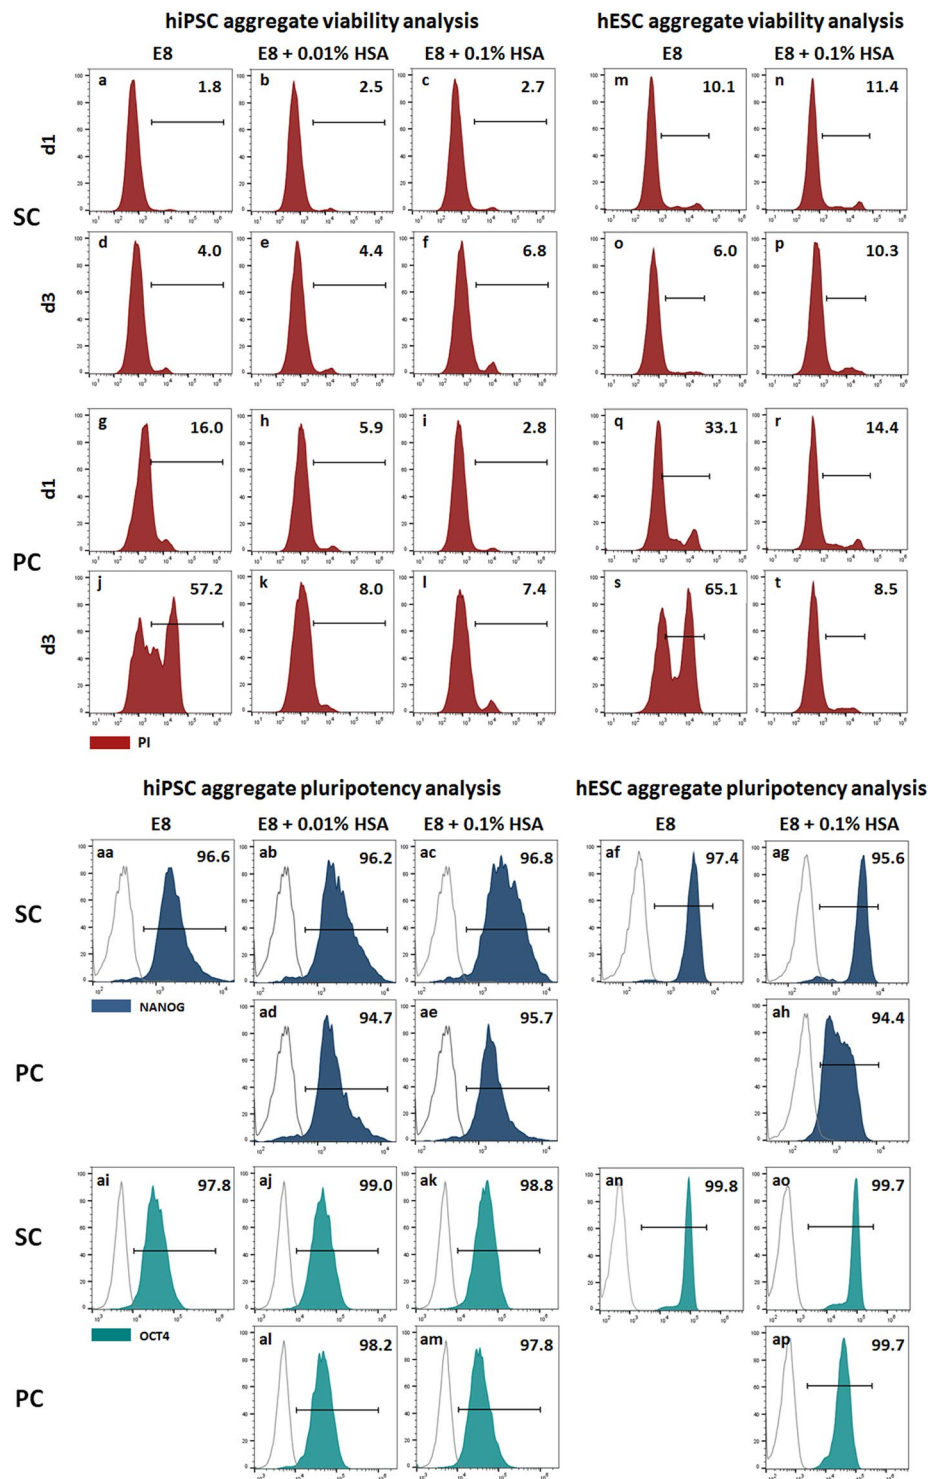 hiPSC aggregate viability analysis hESC aggregate viability analysis
E8 E8 + 0.01% HSA E8 + 0.1% HSA E8 E8 + 0.1% HSA
SC
d1
a 1.8 b 2.5 c 2.7 m 10.1 n 11.4
d3
d 4.0 e 4.4 f 6.8 o 6.0 p 10.3
PC
d1
g 16.0 h 5.9 i 2.8 q 33.1 r 14.4
d3
j 57.2 k 8.0 l 7.4 s 65.1 t 8.5
PI
hiPSC aggregate pluripotency analysis hESC aggregate pluripotency analysis
E8 E8 + 0.01% HSA E8 + 0.1% HSA E8 E8 + 0.1% HSA
SC
aa 96.6 ab 96.2 ac 96.8 af 97.4 ag 95.6
NANOG
PC
ad 94.7 ae 95.7 ah 94.4
SC
ai 97.8 aj 99.0 ak 98.8 an 99.8 ao 99.7
OCT4
PC
al 98.2 am 97.8 ap 99.7